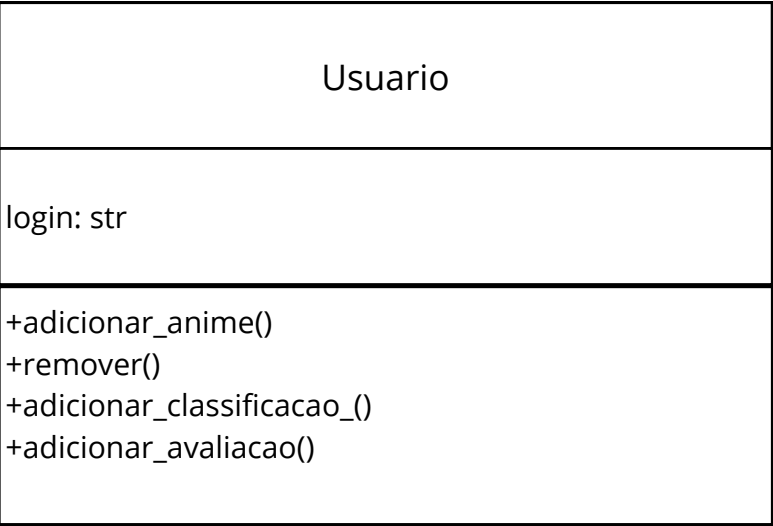 Usuario
login: str
+adicionar_anime()
+remover()
+adicionar_classificacao_()
+adicionar_avaliacao()